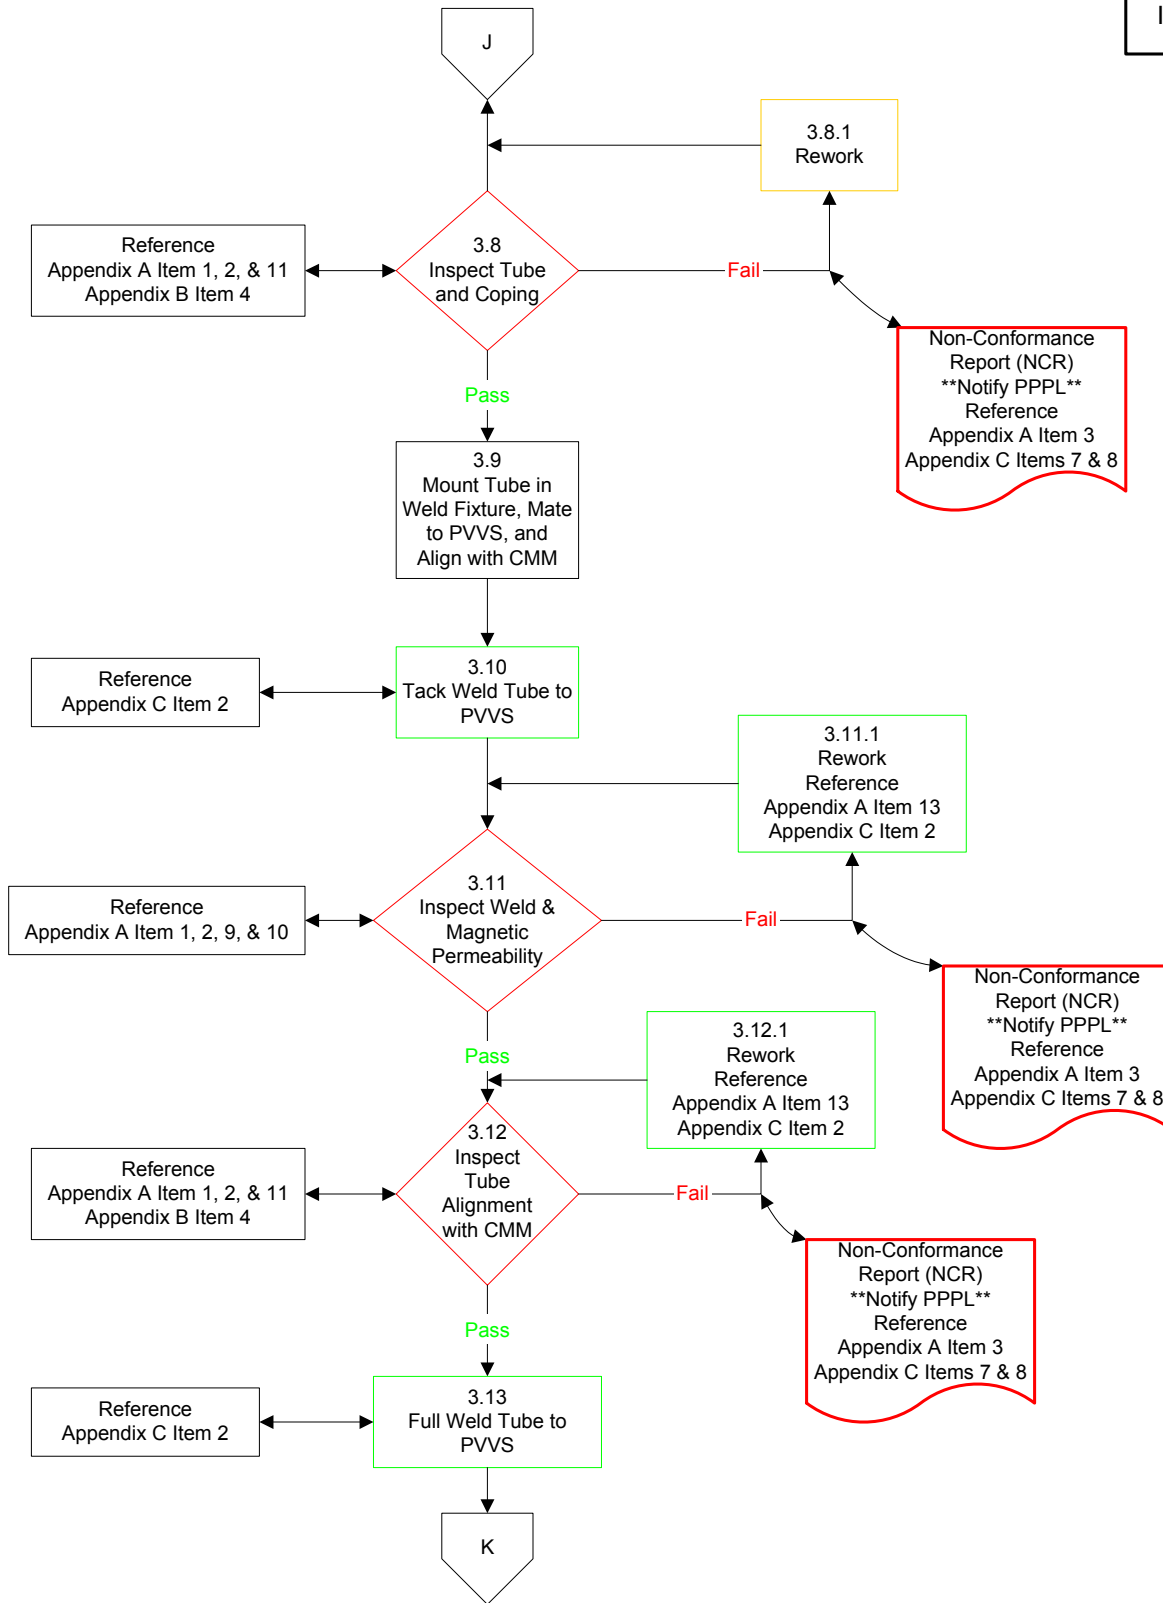 I
J
3.8.1
Rework
Reference
Appendix A Item 1, 2, & 11
Appendix B Item 4
3.8
Inspect Tube
and Coping
Fail
Non-Conformance
Report (NCR)
**Notify PPPL**
Reference
Appendix A Item 3
Appendix C Items 7 & 8
Pass
3.9
Mount Tube in
Weld Fixture, Mate
to PVVS, and
Align with CMM
Reference
Appendix C Item 2
3.10
Tack Weld Tube to
PVVS
3.11.1
Rework
Reference
Appendix A Item 13
Appendix C Item 2
Reference
Appendix A Item 1, 2, 9, & 10
3.11
Inspect Weld &
Magnetic
Permeability
Fail
Non-Conformance
Report (NCR)
**Notify PPPL**
Reference
Appendix A Item 3
Appendix C Items 7 & 8
Pass
3.12.1
Rework
Reference
Appendix A Item 13
Appendix C Item 2
Reference
Appendix A Item 1, 2, & 11
Appendix B Item 4
3.12
Inspect
Tube
Alignment
with CMM
Fail
Non-Conformance
Report (NCR)
**Notify PPPL**
Reference
Appendix A Item 3
Appendix C Items 7 & 8
Pass
Reference
Appendix C Item 2
3.13
Full Weld Tube to
PVVS
K